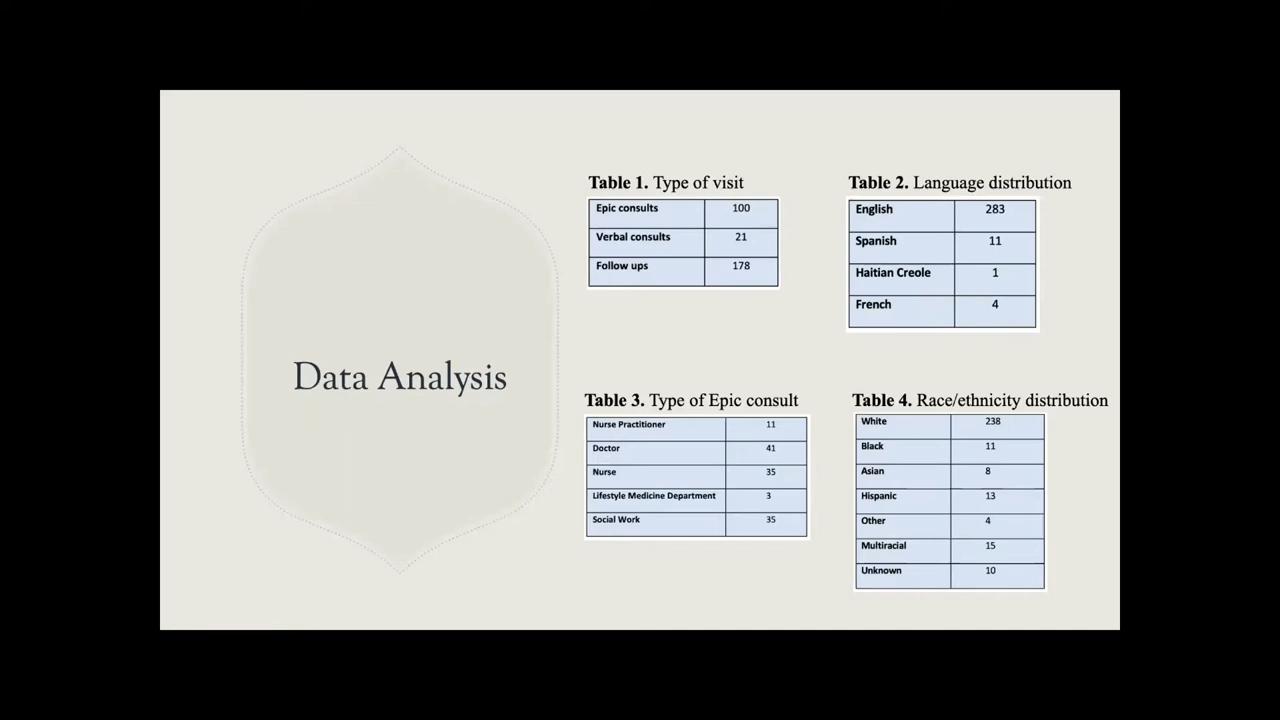 Data Analysis
Table 1. Type of visit
Epic consults 100
Verbal consults 21
Follow ups 178
Table 2. Language distribution
English 283
Spanish 11
Haitian Creole 1
French 4
Table 3. Type of Epic consult
Nurse Practitioner 11
Doctor 41
Nurse 35
Lifestyle Medicine Department 3
Social Work 35
Table 4. Race/ethnicity distribution
White 238
Black 11
Asian 8
Hispanic 13
Other 4
Multiracial 15
Unknown 10